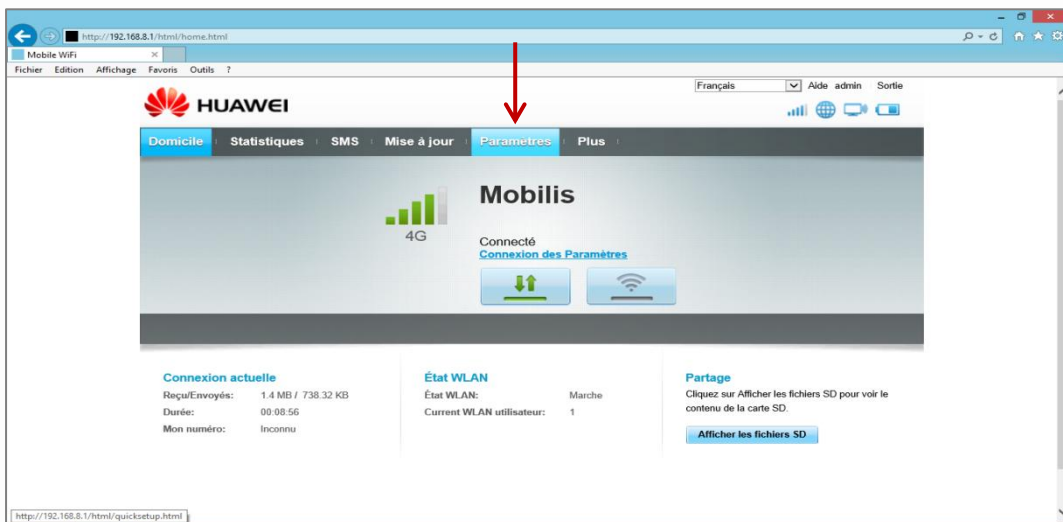 http://192.168.8.1/html/home.html
Mobile WiFi
Fichier Edition Affichage Favoris Outils ?
Français Aide admin Sortie
HUAWEI
Domicile Statistiques SMS Mise à jour Paramètres Plus
Mobilis
4G
Connecté
Connexion des Paramètres
Connexion actuelle
Reçu/Envoyés: 1.4 MB / 738.32 KB
Durée: 00:08:56
Mon numéro: Inconnu
État WLAN
État WLAN: Marche
Current WLAN utilisateur: 1
Partage
Cliquez sur Afficher les fichiers SD pour voir le
contenu de la carte SD.
Afficher les fichiers SD
http://192.168.8.1/html/quicksetup.html